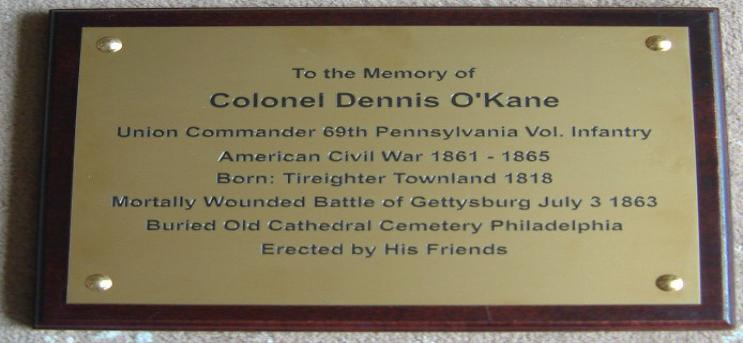 To the Memory of
Colonel Dennis O'Kane
Union Commander 69th Pennsylvania Vol. Infantry
American Civil War 1861 - 1865
Born: Tireighter Townland 1818
Mortally Wounded Battle of Gettysburg July 3 1863
Buried Old Cathedral Cemetery Philadelphia
Erected by His Friends